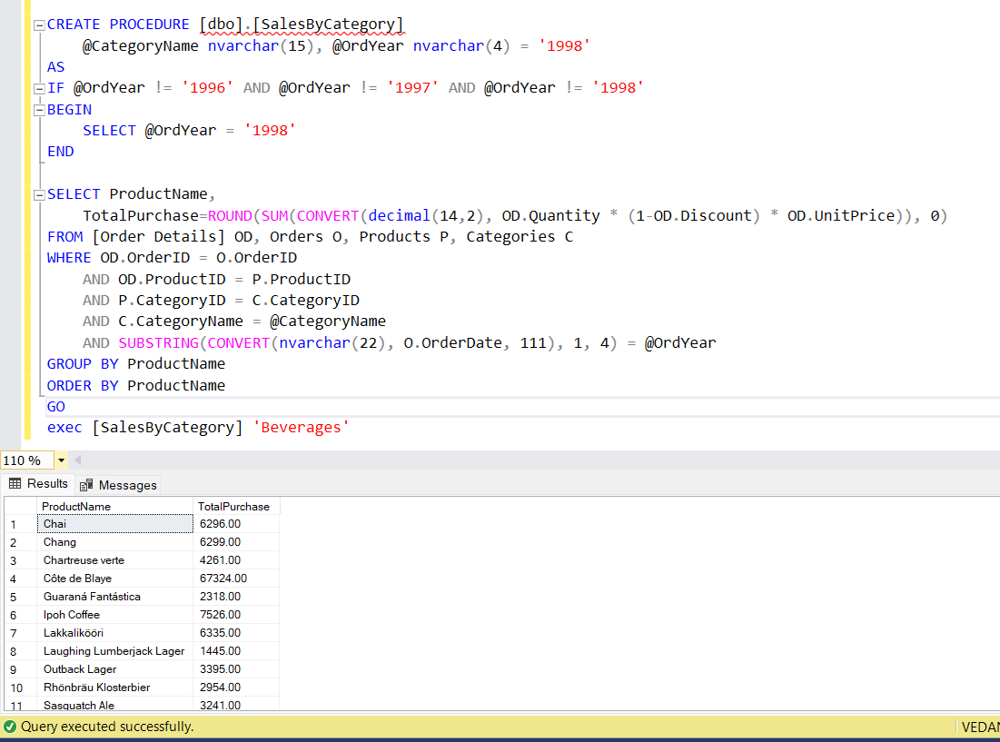 CREATE PROCEDURE [dbo].[SalesByCategory]
@CategoryName nvarchar(15), @OrdYear nvarchar(4) = '1998'
AS
IF @OrdYear != '1996' AND @OrdYear != '1997' AND @OrdYear != '1998'
BEGIN
SELECT @OrdYear = '1998'
END
SELECT ProductName,
TotalPurchase=ROUND(SUM(CONVERT(decimal(14,2), OD.Quantity * (1-OD.Discount) * OD.UnitPrice)), 0)
FROM [Order Details] OD, Orders O, Products P, Categories C
WHERE OD.OrderID = O.OrderID
AND OD.ProductID = P.ProductID
AND P.CategoryID = C.CategoryID
AND C.CategoryName = @CategoryName
AND SUBSTRING(CONVERT(nvarchar(22), O.OrderDate, 111), 1, 4) = @OrdYear
GROUP BY ProductName
ORDER BY ProductName
GO
exec [SalesByCategory] 'Beverages'
110 %
Results Messages
ProductName TotalPurchase
1 Chai 6296.00
2 Chang 6299.00
3 Chartreuse verte 4261.00
4 Côte de Blaye 67324.00
5 Guaraná Fantástica 2318.00
6 Ipoh Coffee 7526.00
7 Lakkalikööri 6335.00
8 Laughing Lumberjack Lager 1445.00
9 Outback Lager 3395.00
10 Rhönbräu Klosterbier 2954.00
11 Sasquatch Ale 3241.00
Query executed successfully. VEDAN